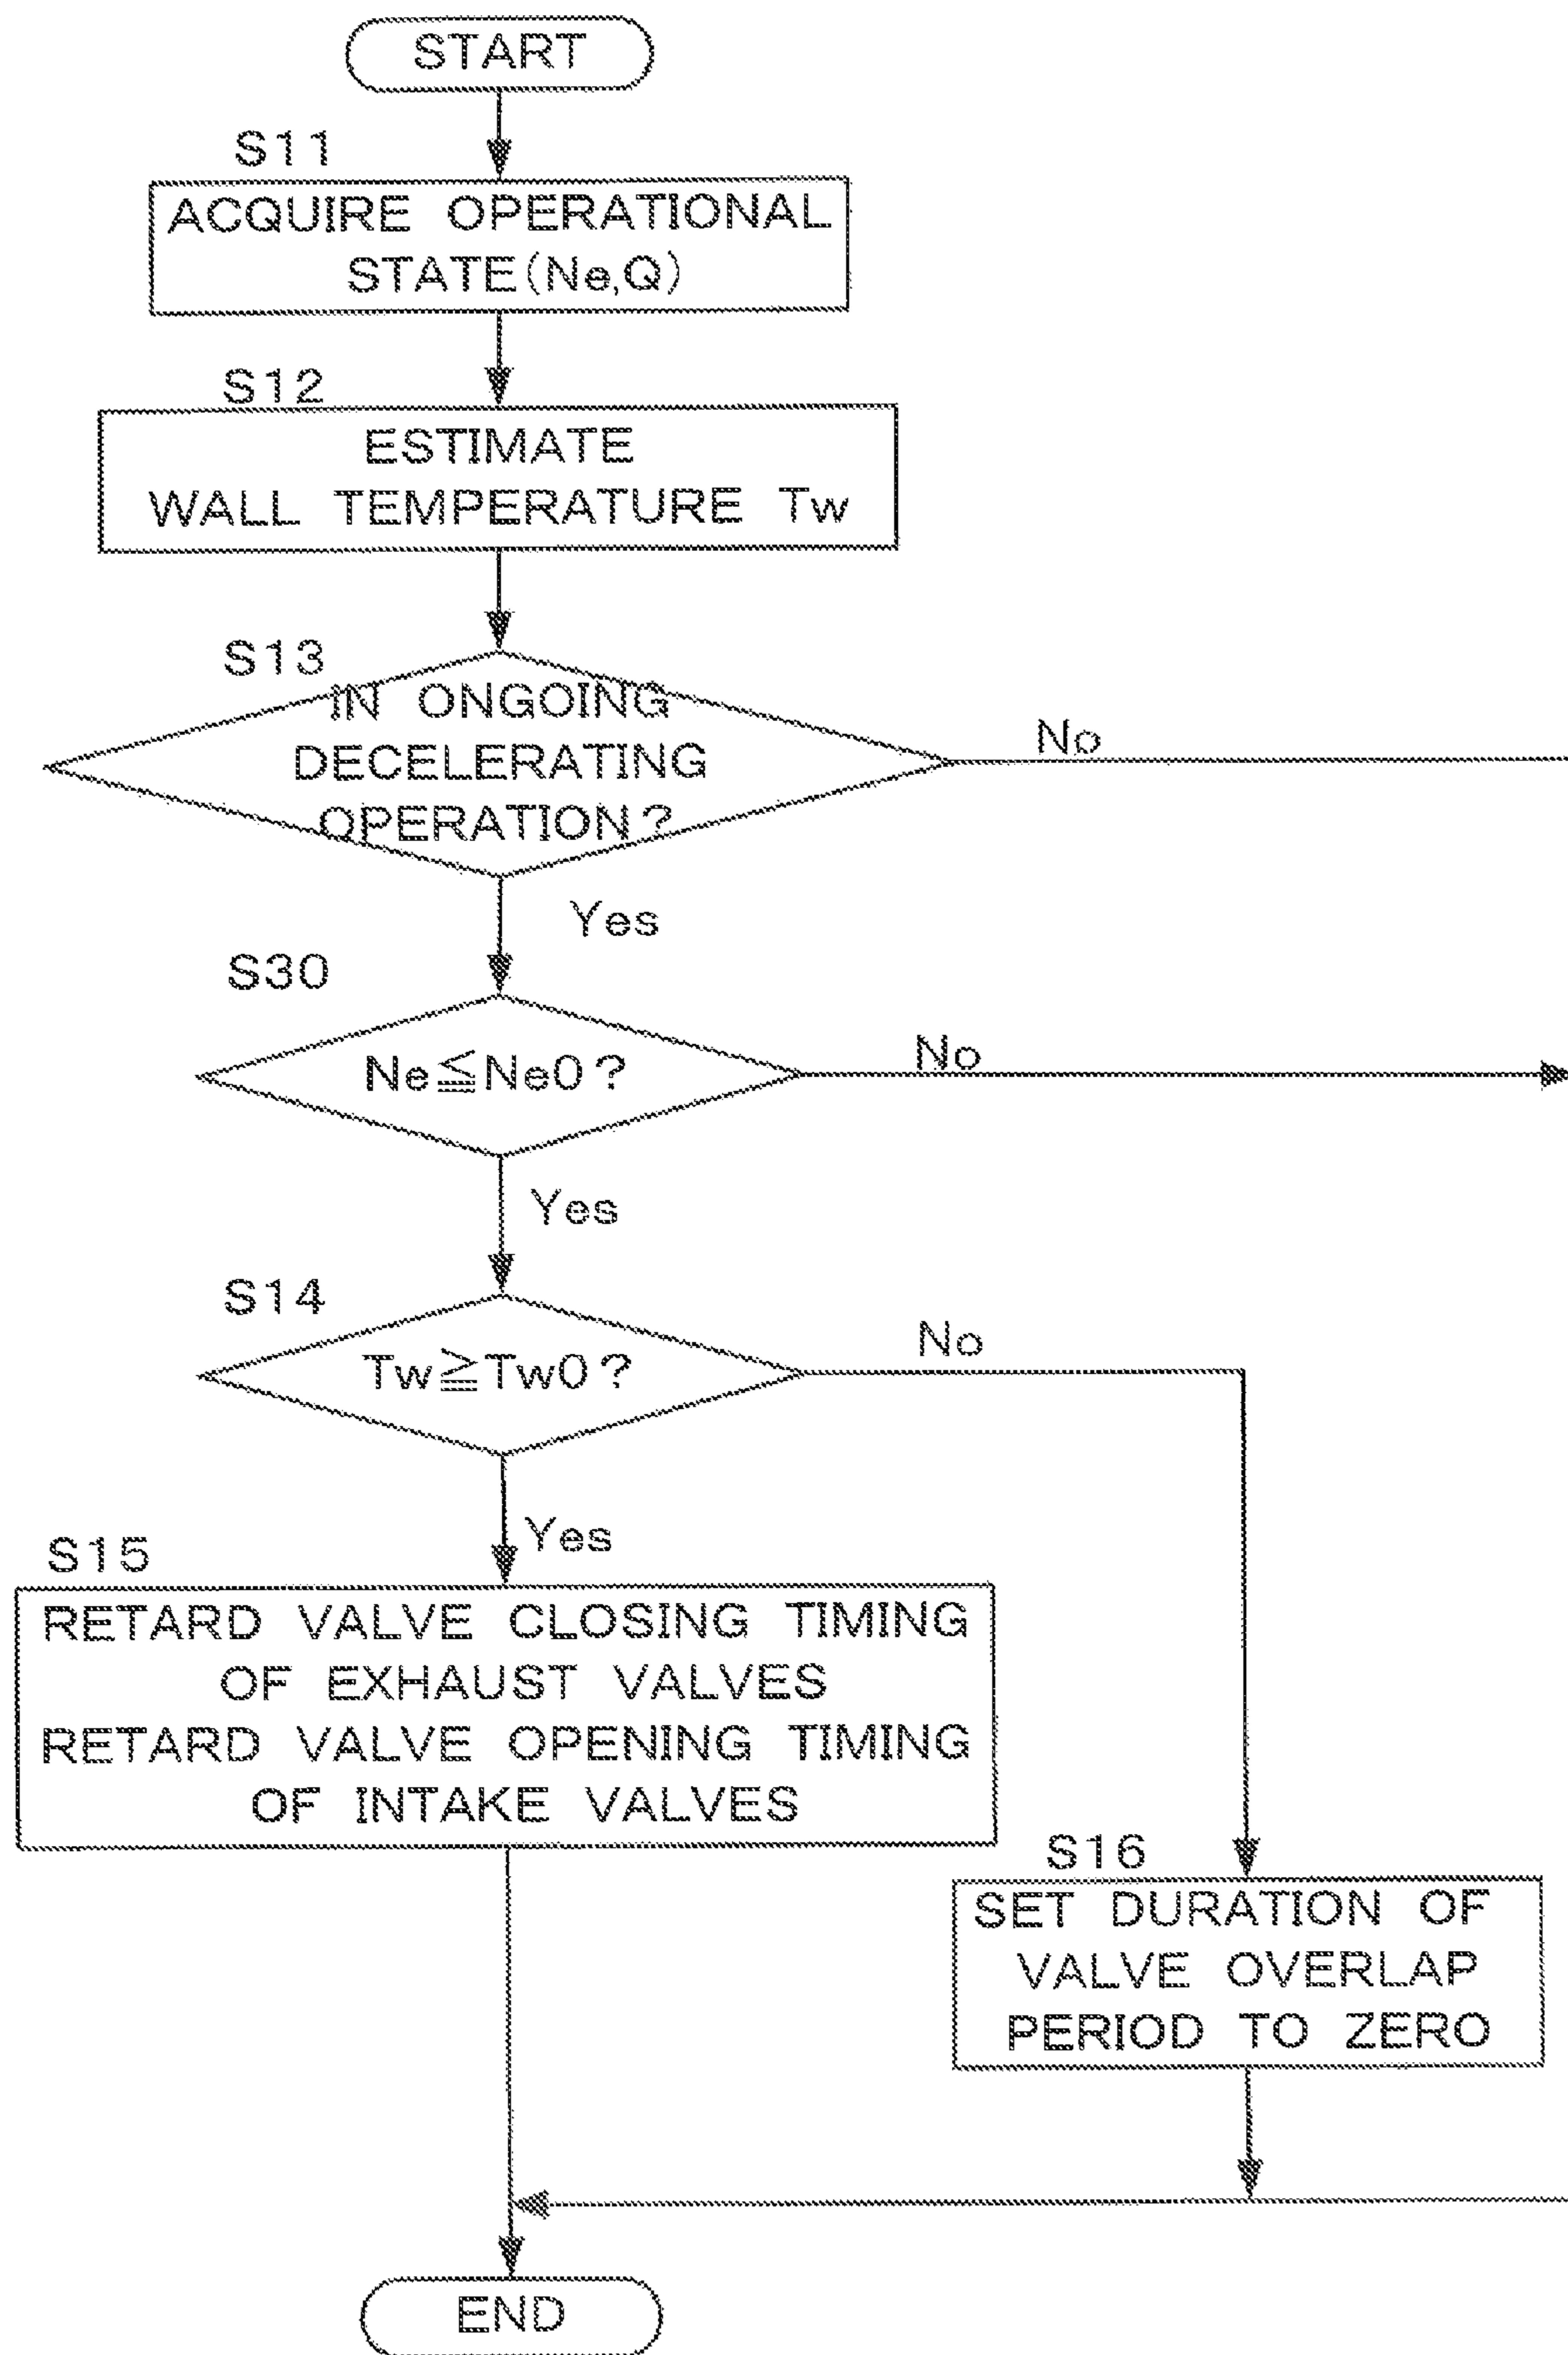 START
S11
ACQUIRE OPERATIONAL
STATE(Ne,Q)
S12
ESTIMATE
WALL TEMPERATURE Tw
S13
IN ONGOING
DECELERATING
OPERATION?
No
Yes
S30
Ne≦Ne0?
No
Yes
S14
Tw≧Tw0?
No
Yes
S15
RETARD VALVE CLOSING TIMING
OF EXHAUST VALVES
RETARD VALVE OPENING TIMING
OF INTAKE VALVES
S16
SET DURATION OF
VALVE OVERLAP
PERIOD TO ZERO
END